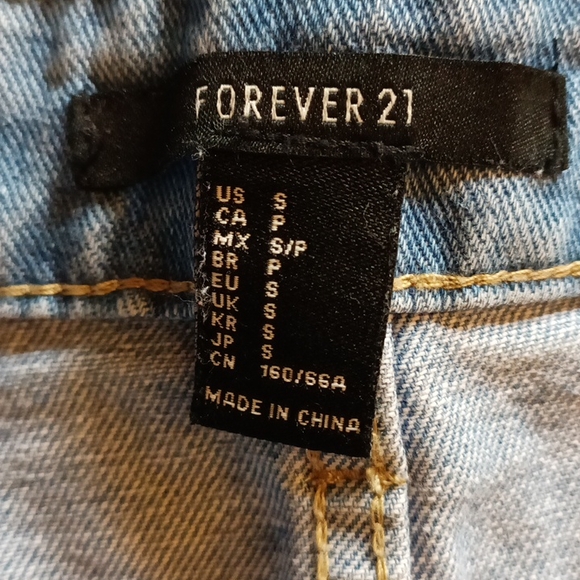 FOREVER 21
US S
CA P
MX S/P
BR P
EU S
UK S
KR S
JP S
CN 160/66A
MADE IN CHINA